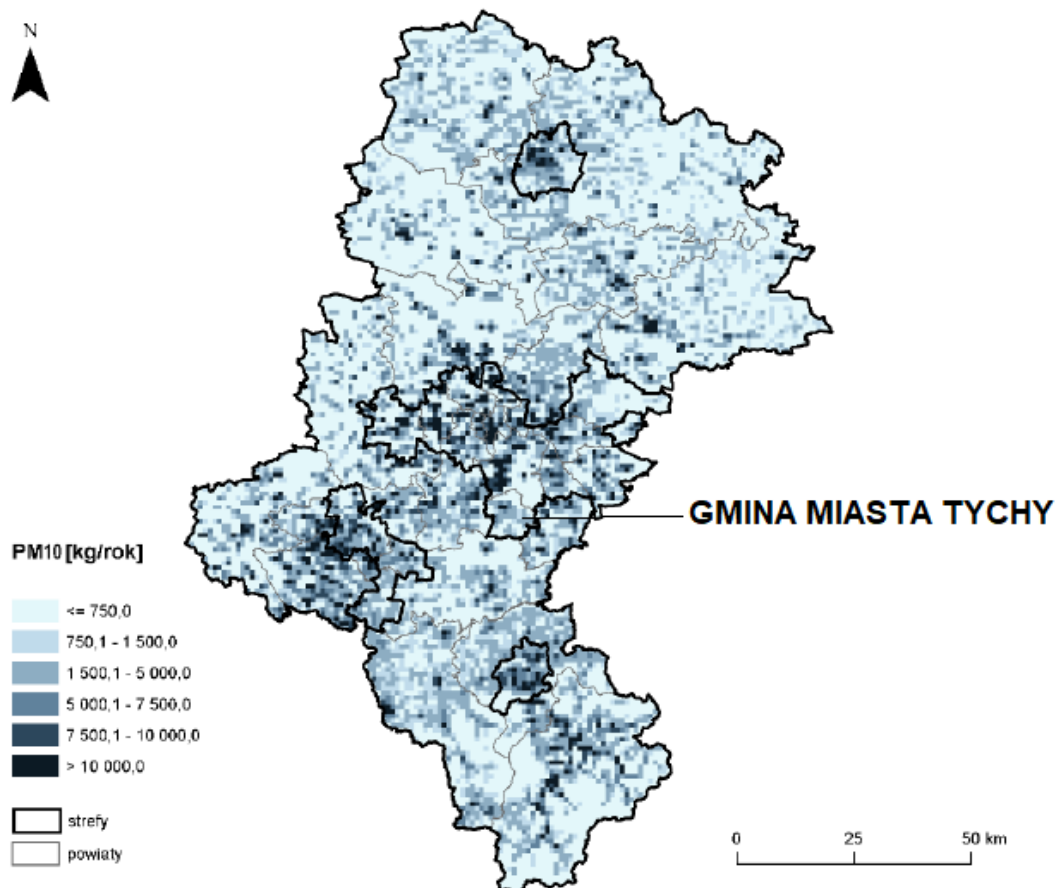 N
GMINA MIASTA TYCHY
PM10 [kg/rok]
<= 750,0
750,1 - 1 500,0
1 500,1 - 5 000,0
5 000,1 - 7 500,0
7 500,1 - 10 000,0
> 10 000,0
strefy
powiaty
0 25 50 km